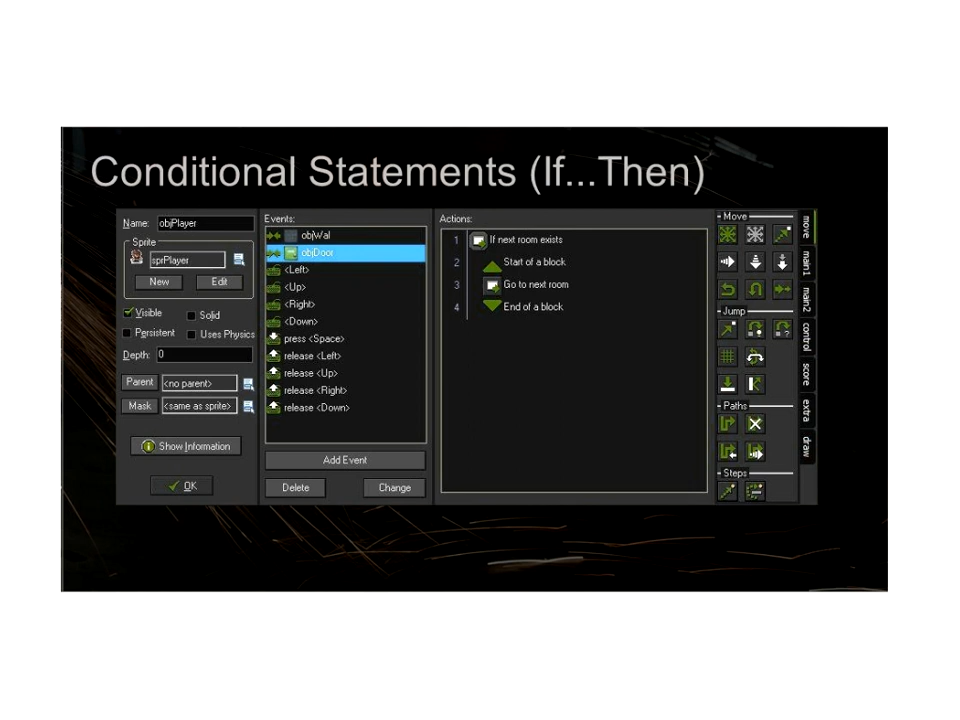 Conditional Statements (If...Then)
Name: objPlayer
Sprite
sprPlayer
New Edit
Visible Solid
Persistent Uses Physics
Depth: 0
Parent <no parent>
Mask <same as sprite>
Show Information
OK
Events:
objWal
objDoor
<Left>
<Up>
<Right>
<Down>
press <Space>
release <Left>
release <Up>
release <Right>
release <Down>
Add Event
Delete Change
Actions:
1 If next room exists
2 Start of a block
3 Go to next room
4 End of a block
Move
Jump
Paths
Steps
move
main1
main2
control
score
extra
draw